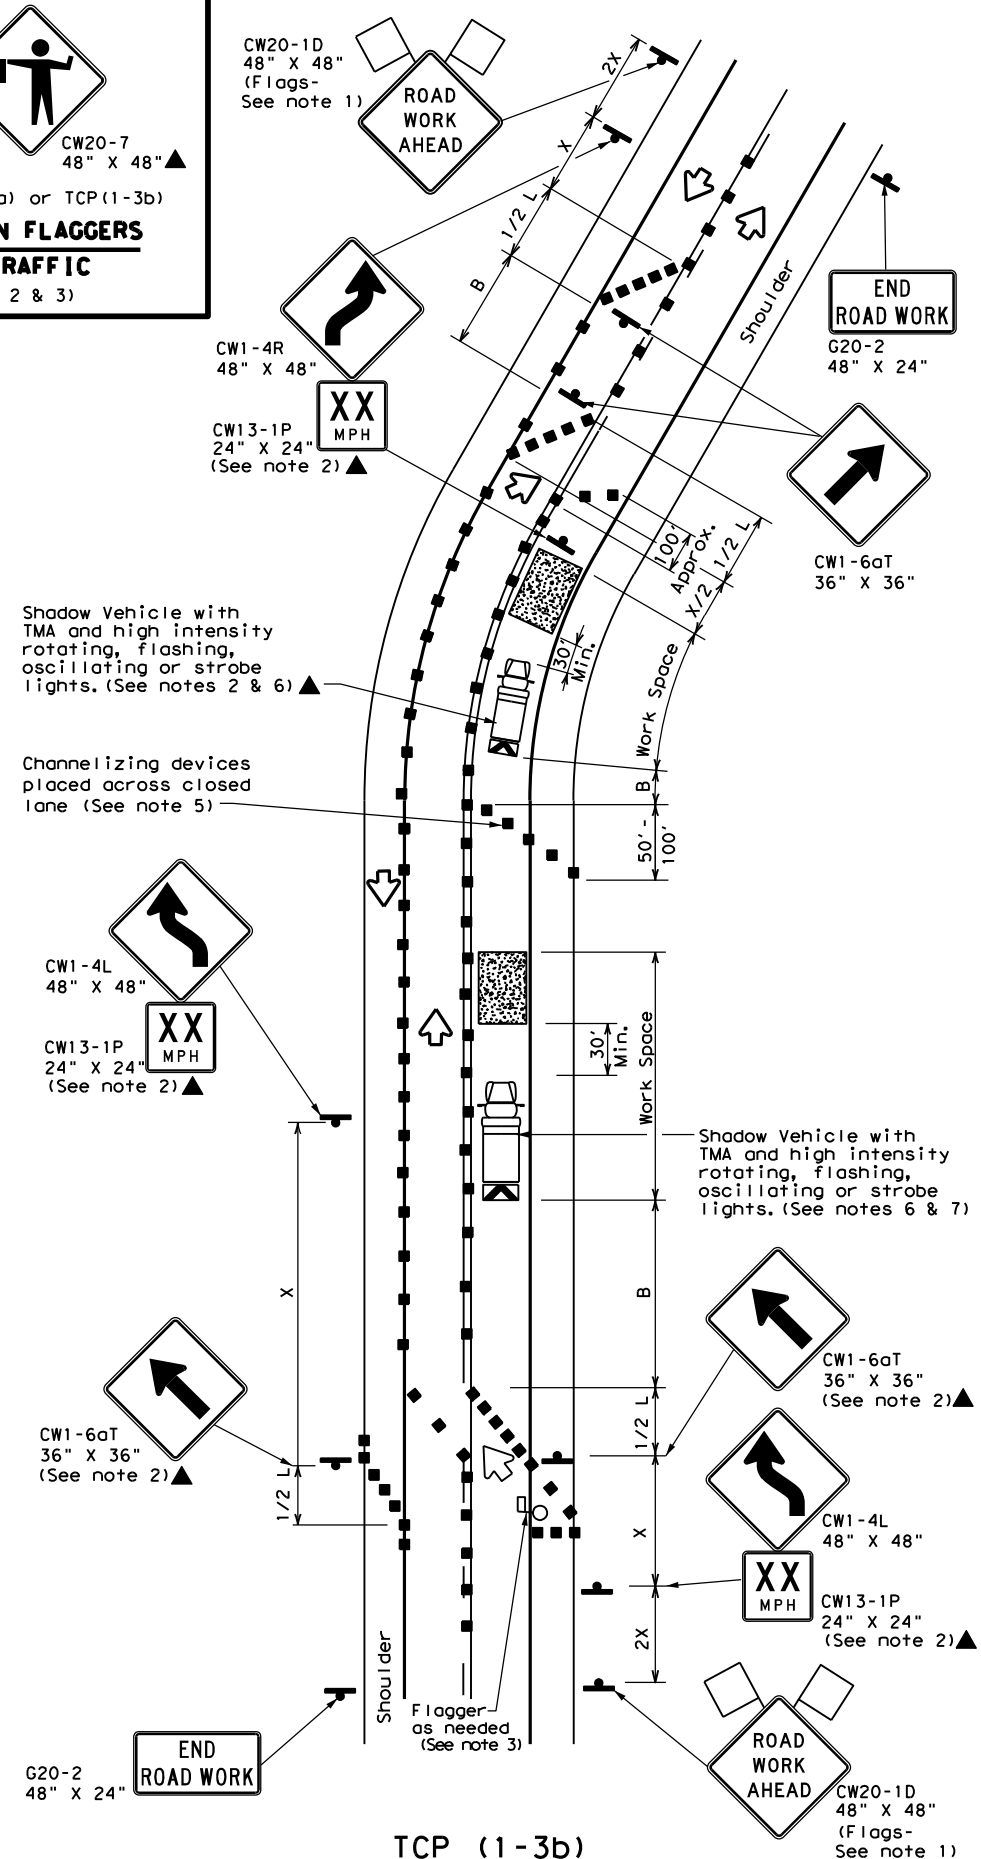 CW20-7
48" X 48"
a) or TCP(1-3b)
N FLAGGERS
RAFFIC
2 & 3)
CW20-1D
48" X 48"
(Flags-
See note 1)
ROAD
WORK
AHEAD
2X
X
1/2 L
B
CW1-4R
48" X 48"
XX
MPH
CW13-1P
24" X 24"
(See note 2)
Shoulder
END
ROAD WORK
G20-2
48" X 24"
CW1-6aT
36" X 36"
100'
Approx.
1/2 L
X/2
30'
Min.
Work Space
B
50' -
100'
Shadow Vehicle with
TMA and high intensity
rotating, flashing,
oscillating or strobe
lights. (See notes 2 & 6)
Channelizing devices
placed across closed
lane (See note 5)
CW1-4L
48" X 48"
XX
MPH
CW13-1P
24" X 24"
(See note 2)
30'
Min.
Work Space
Shadow Vehicle with
TMA and high intensity
rotating, flashing,
oscillating or strobe
lights. (See notes 6 & 7)
X
B
CW1-6aT
36" X 36"
(See note 2)
1/2 L
1/2 L
CW1-6aT
36" X 36"
(See note 2)
X
CW1-4L
48" X 48"
XX
MPH
CW13-1P
24" X 24"
(See note 2)
2X
Shoulder
Flagger
as needed
(See note 3)
END
ROAD WORK
G20-2
48" X 24"
ROAD
WORK
AHEAD
CW20-1D
48" X 48"
(Flags-
See note 1)
TCP (1-3b)